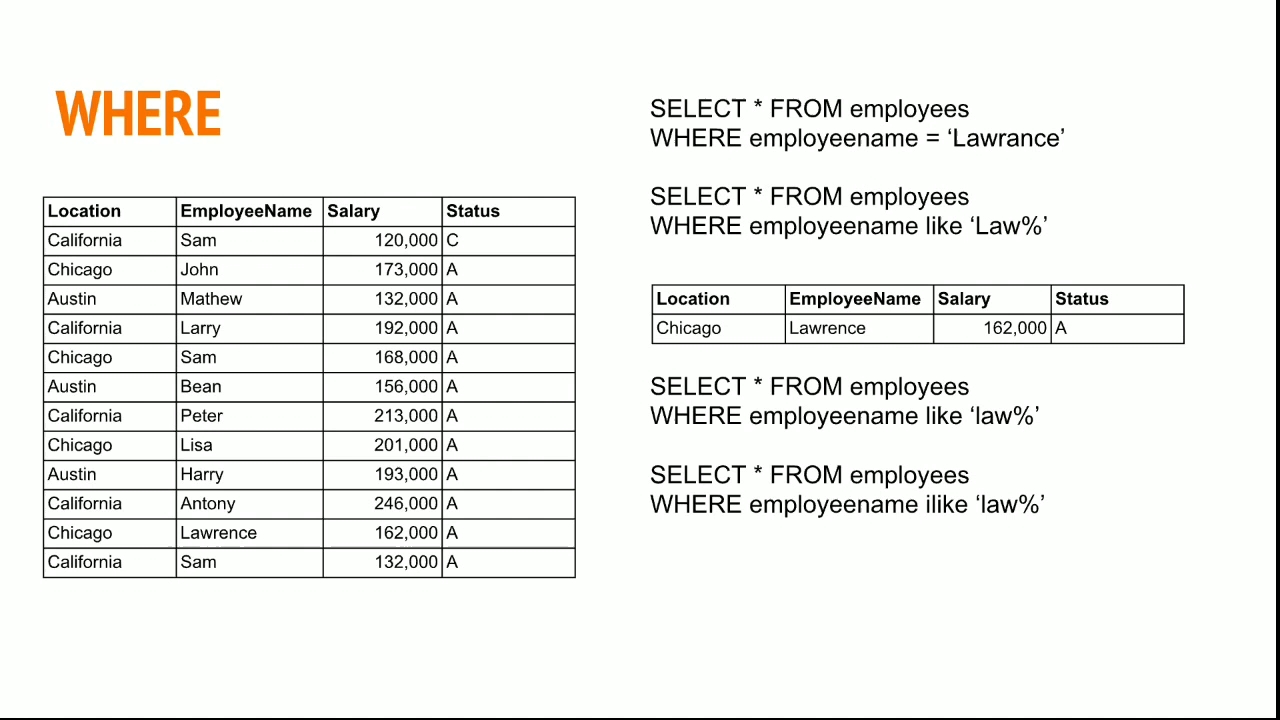 WHERE
Location EmployeeName Salary Status
California Sam 120,000 C
Chicago John 173,000 A
Austin Mathew 132,000 A
California Larry 192,000 A
Chicago Sam 168,000 A
Austin Bean 156,000 A
California Peter 213,000 A
Chicago Lisa 201,000 A
Austin Harry 193,000 A
California Antony 246,000 A
Chicago Lawrence 162,000 A
California Sam 132,000 A
SELECT * FROM employees
WHERE employeename = ‘Lawrance’
SELECT * FROM employees
WHERE employeename like ‘Law%’
Location EmployeeName Salary Status
Chicago Lawrence 162,000 A
SELECT * FROM employees
WHERE employeename like ‘law%’
SELECT * FROM employees
WHERE employeename ilike ‘law%’